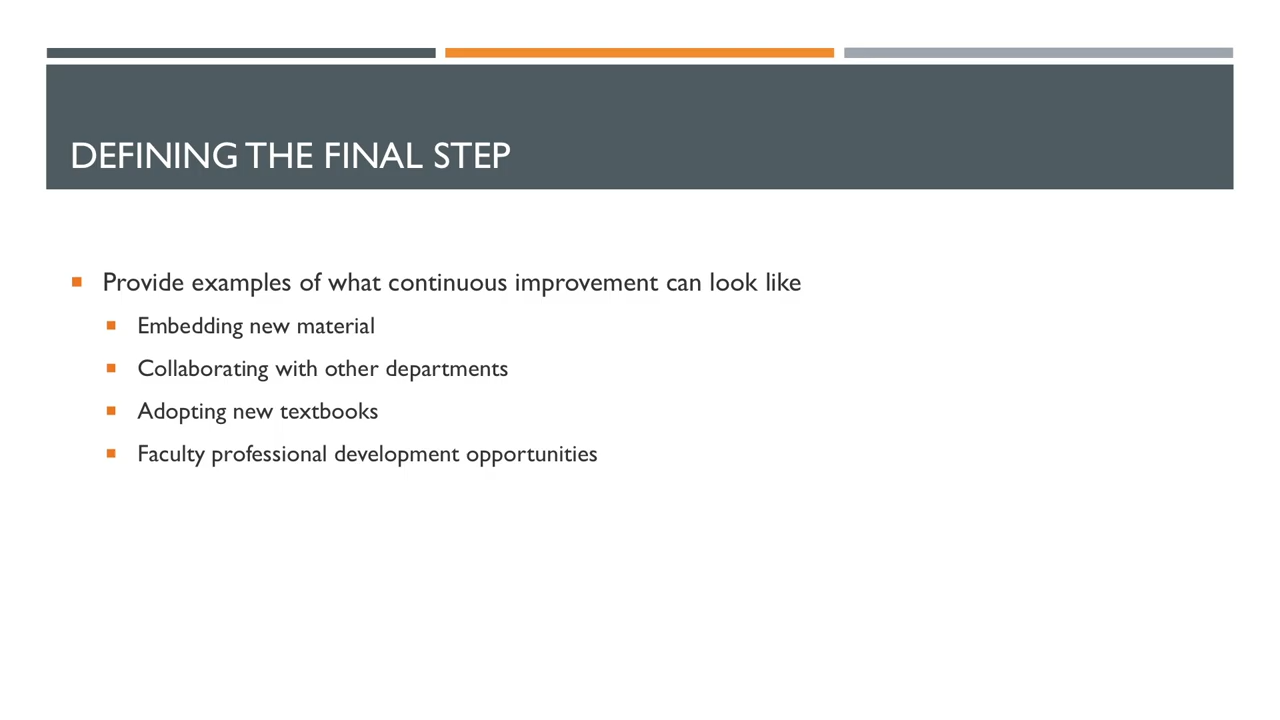 DEFINING THE FINAL STEP
Provide examples of what continuous improvement can look like
Embedding new material
Collaborating with other departments
Adopting new textbooks
Faculty professional development opportunities